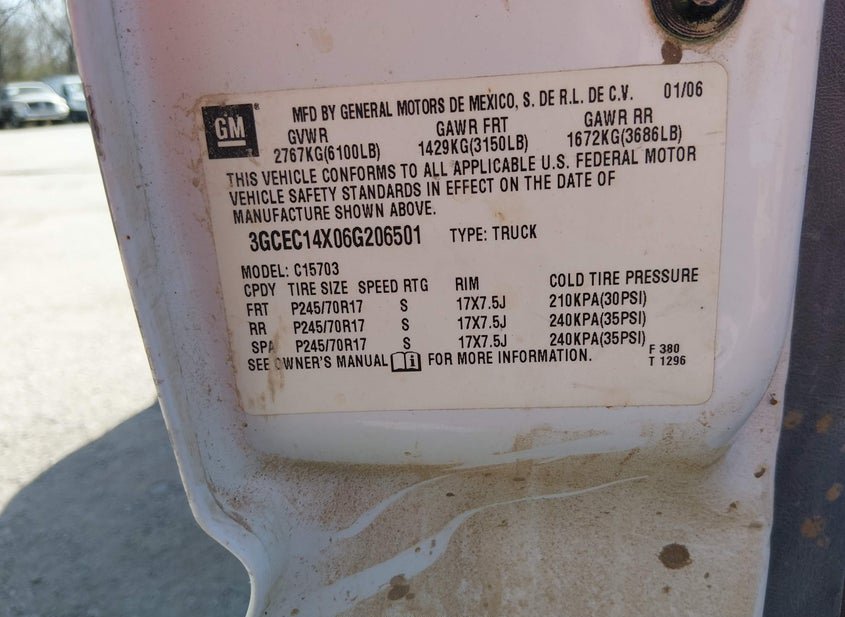 GM ® MFD BY GENERAL MOTORS DE MEXICO, S. DE R.L. DE C.V. 01/06
GVWR GAWR FRT GAWR RR
2767KG(6100LB) 1429KG(3150LB) 1672KG(3686LB)
THIS VEHICLE CONFORMS TO ALL APPLICABLE U.S. FEDERAL MOTOR
VEHICLE SAFETY STANDARDS IN EFFECT ON THE DATE OF
MANUFACTURE SHOWN ABOVE.
3GCEC14X06G206501 TYPE: TRUCK
MODEL: C15703
CPDY TIRE SIZE SPEED RTG RIM COLD TIRE PRESSURE
FRT P245/70R17 S 17X7.5J 210KPA(30PSI)
RR P245/70R17 S 17X7.5J 240KPA(35PSI)
SPA P245/70R17 S 17X7.5J 240KPA(35PSI)
SEE OWNER'S MANUAL FOR MORE INFORMATION. F 380
T 1296